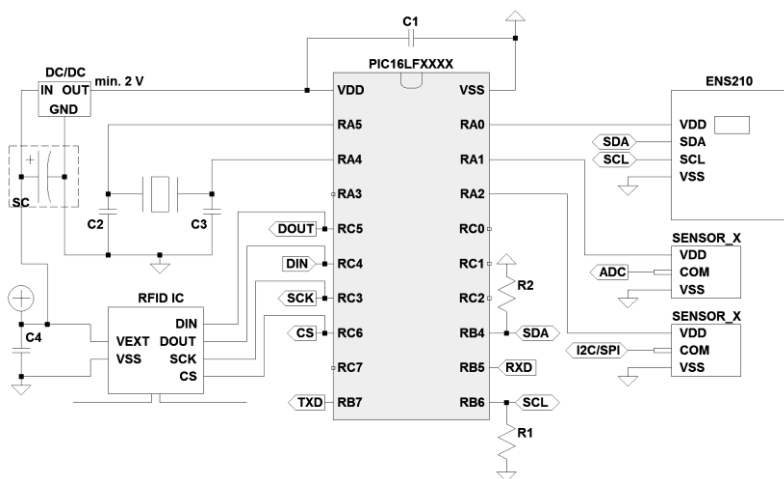 C1
PIC16LFXXXX
DC/DC
IN OUT
GND
min. 2 V
+
SC
VDD
RA5
RA4
RA3
RC5
RC4
RC3
RC6
RC7
RB7
VSS
RA0
RA1
RA2
RC0
RC1
RC2
RB4
RB5
RB6
C2
C3
DOUT
DIN
SCK
CS
TXD
C4
RFID IC
VEXT
VSS
DIN
DOUT
SCK
CS
R2
SDA
RXD
SCL
R1
ENS210
SDA
SCL
VDD
SDA
SCL
VSS
SENSOR_X
ADC
VDD
COM
VSS
SENSOR_X
I2C/SPI
VDD
COM
VSS